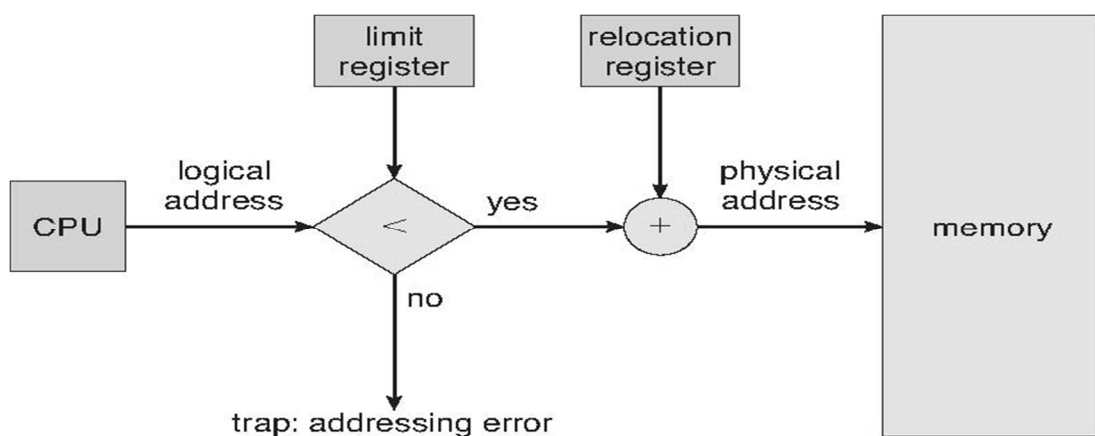 limit
register
relocation
register
logical
address
physical
address
CPU
<
yes
+
memory
no
trap: addressing error